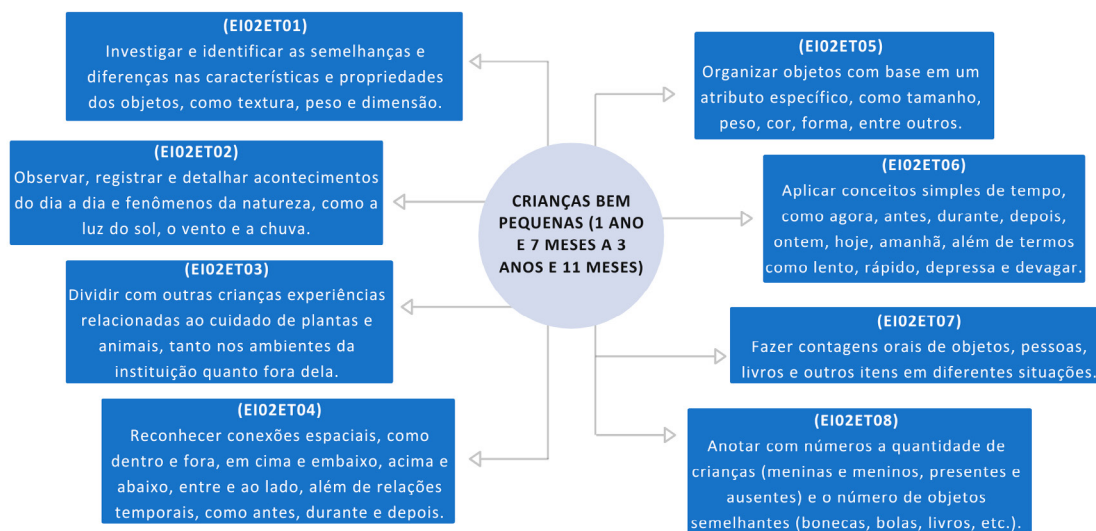 (EI02ET01)
Investigar e identificar as semelhanças e
diferenças nas características e propriedades
dos objetos, como textura, peso e dimensão.
(EI02ET02)
Observar, registrar e detalhar acontecimentos
do dia a dia e fenômenos da natureza, como a
luz do sol, o vento e a chuva.
(EI02ET03)
Dividir com outras crianças experiências
relacionadas ao cuidado de plantas e
animais, tanto nos ambientes da
instituição quanto fora dela.
(EI02ET04)
Reconhecer conexões espaciais, como
dentro e fora, em cima e embaixo, acima e
abaixo, entre e ao lado, além de relações
temporais, como antes, durante e depois.
CRIANÇAS BEM
PEQUENAS (1 ANO
E 7 MESES A 3
ANOS E 11 MESES)
(EI02ET05)
Organizar objetos com base em um
atributo específico, como tamanho,
peso, cor, forma, entre outros.
(EI02ET06)
Aplicar conceitos simples de tempo,
como agora, antes, durante, depois,
ontem, hoje, amanhã, além de termos
como lento, rápido, depressa e devagar.
(EI02ET07)
Fazer contagens orais de objetos, pessoas,
livros e outros itens em diferentes situações.
(EI02ET08)
Anotar com números a quantidade de
crianças (meninas e meninos, presentes e
ausentes) e o número de objetos
semelhantes (bonecas, bolas, livros, etc.).